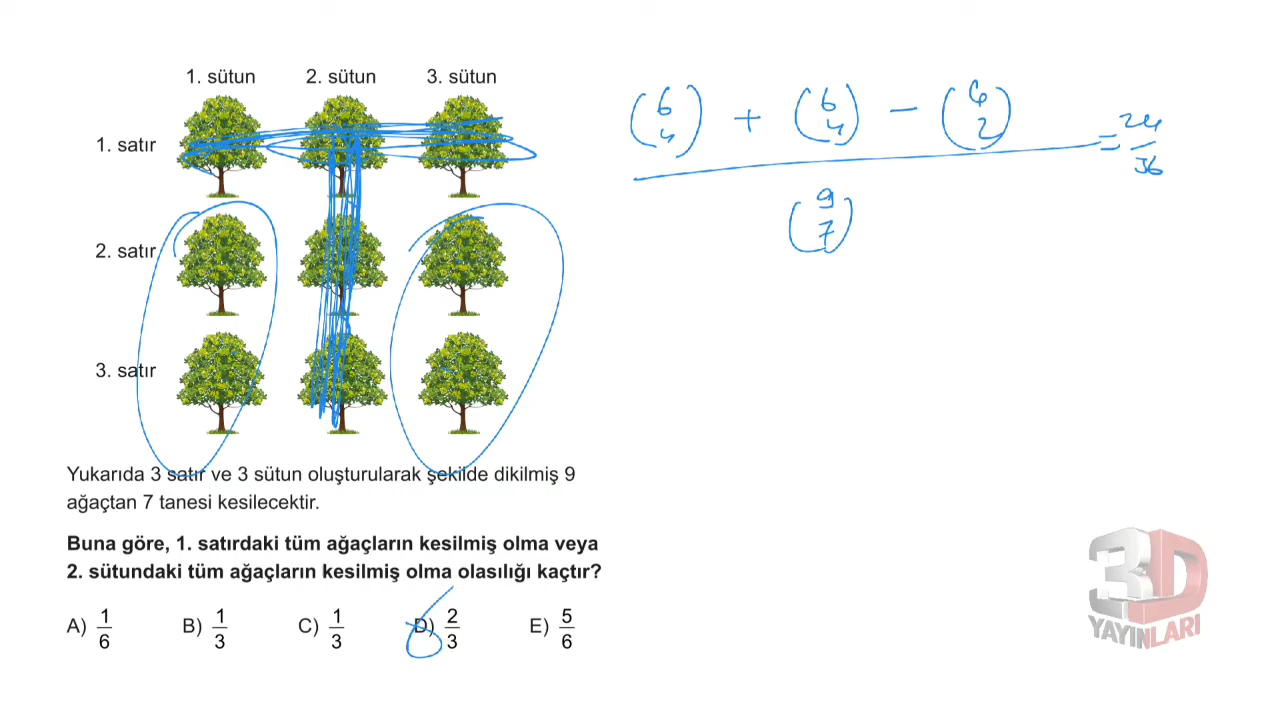 1. sütun 2. sütun 3. sütun
1. satır
2. satır
3. satır
(6 4) + (6 4) - (4 2)
(9 7)
= 24/36
Yukarıda 3 satır ve 3 sütun oluşturularak şekilde dikilmiş 9
ağaçtan 7 tanesi kesilecektir.
Buna göre, 1. satırdaki tüm ağaçların kesilmiş olma veya
2. sütundaki tüm ağaçların kesilmiş olma olasılığı kaçtır?
A) 1/6 B) 1/3 C) 1/3 D) 2/3 E) 5/6
3D
YAYINLARI